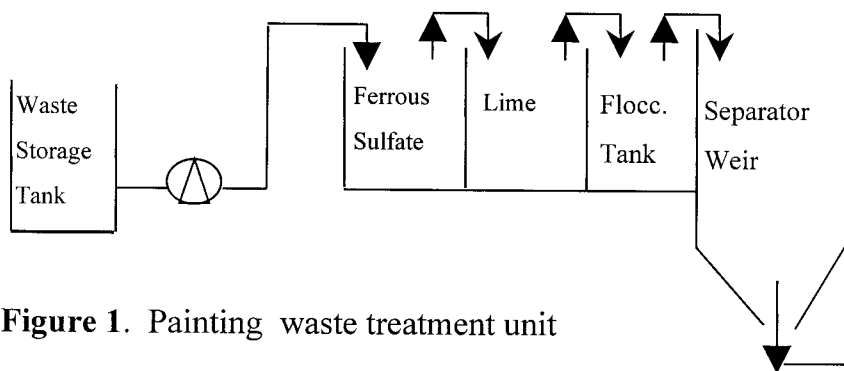 Waste
Storage
Tank
Ferrous
Sulfate
Lime
Flocc.
Tank
Separator
Weir
Figure 1. Painting waste treatment unit